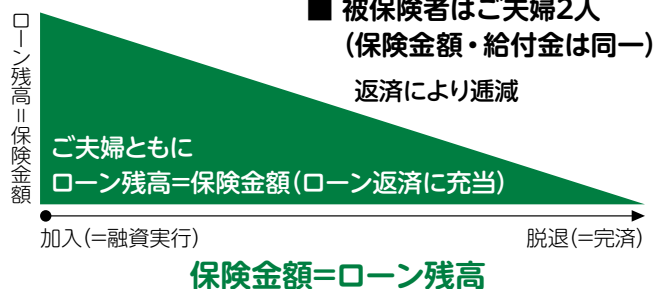 ■ 被保険者はご夫婦2人
(保険金額・給付金は同一)
返済により逓減
ローン残高=保険金額
ご夫婦ともに
ローン残高=保険金額(ローン返済に充当)
加入(=融資実行)
脱退(=完済)
保険金額=ローン残高